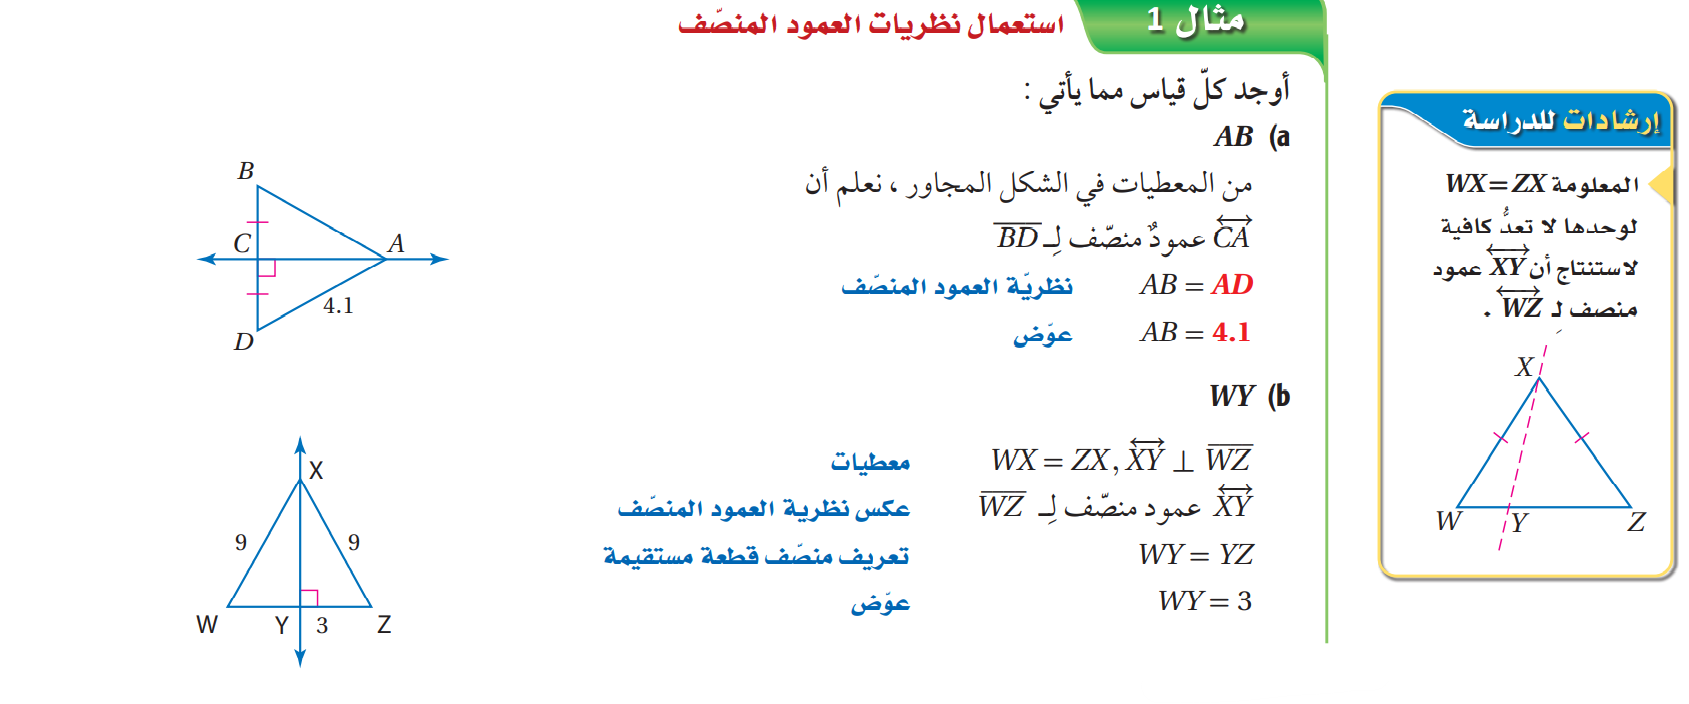 مثال 1 استعمال نظريات العمود المنصّف
أوجد كلّ قياس مما يأتي :
AB (a
من المعطيات في الشكل المجاور ، نعلم أن
CA عمودٌ منصّف لِـ BD
AB = AD نظريّة العمود المنصّف
AB = 4.1 عوّض
WY (b
WX = ZX, XY ⊥ WZ معطيات
XY عمود منصّف لِـ WZ عكس نظرية العمود المنصّف
WY = YZ تعريف منصّف قطعة مستقيمة
WY = 3 عوّض
B
C
A
4.1
D
X
9
9
W
Y
3
Z
إرشادات للدراسة
المعلومة WX=ZX
لوحدها لا تعدُّ كافية
لاستنتاج أن XY عمود
منصف لـِ WZ .
X
W
Y
Z